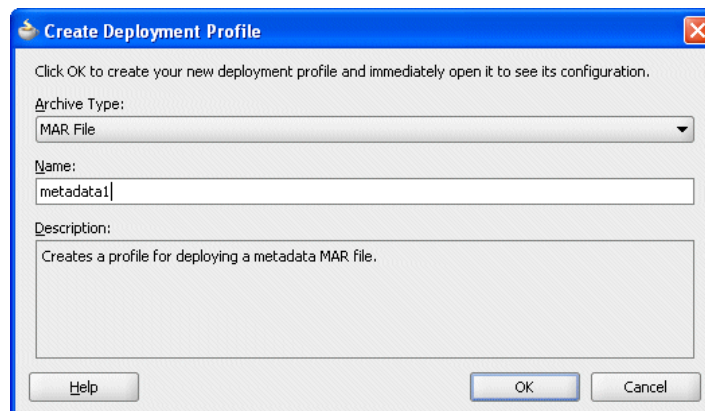 Create Deployment Profile
Click OK to create your new deployment profile and immediately open it to see its configuration.
Archive Type:
MAR File
Name:
metadata1
Description:
Creates a profile for deploying a metadata MAR file.
Help
OK
Cancel